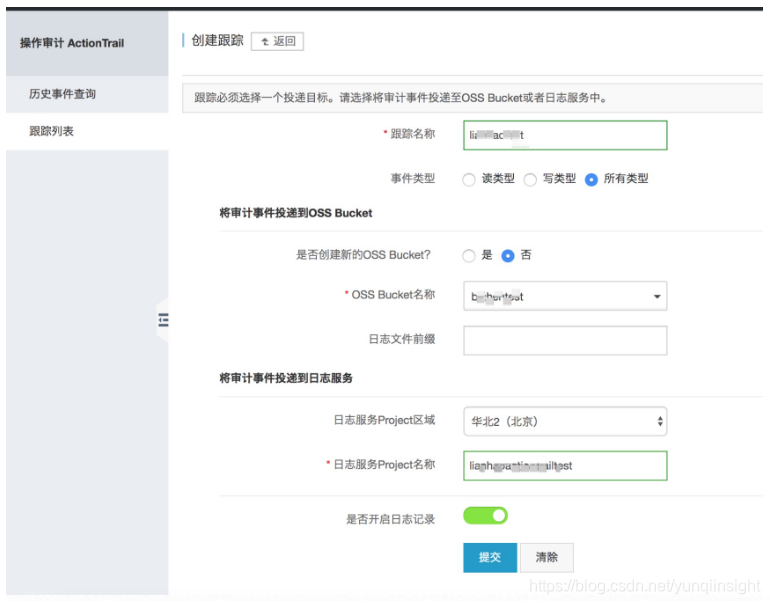 操作审计 ActionTrail
创建跟踪 返回
历史事件查询
跟踪列表
跟踪必须选择一个投递目标。请选择将审计事件投递至OSS Bucket或者日志服务中。
* 跟踪名称
事件类型 读类型 写类型 所有类型
将审计事件投递到OSS Bucket
是否创建新的OSS Bucket? 是 否
* OSS Bucket名称
日志文件前缀
将审计事件投递到日志服务
日志服务Project区域 华北2（北京）
* 日志服务Project名称
是否开启日志记录
提交 清除
https://blog.csdn.net/yunqiinsight